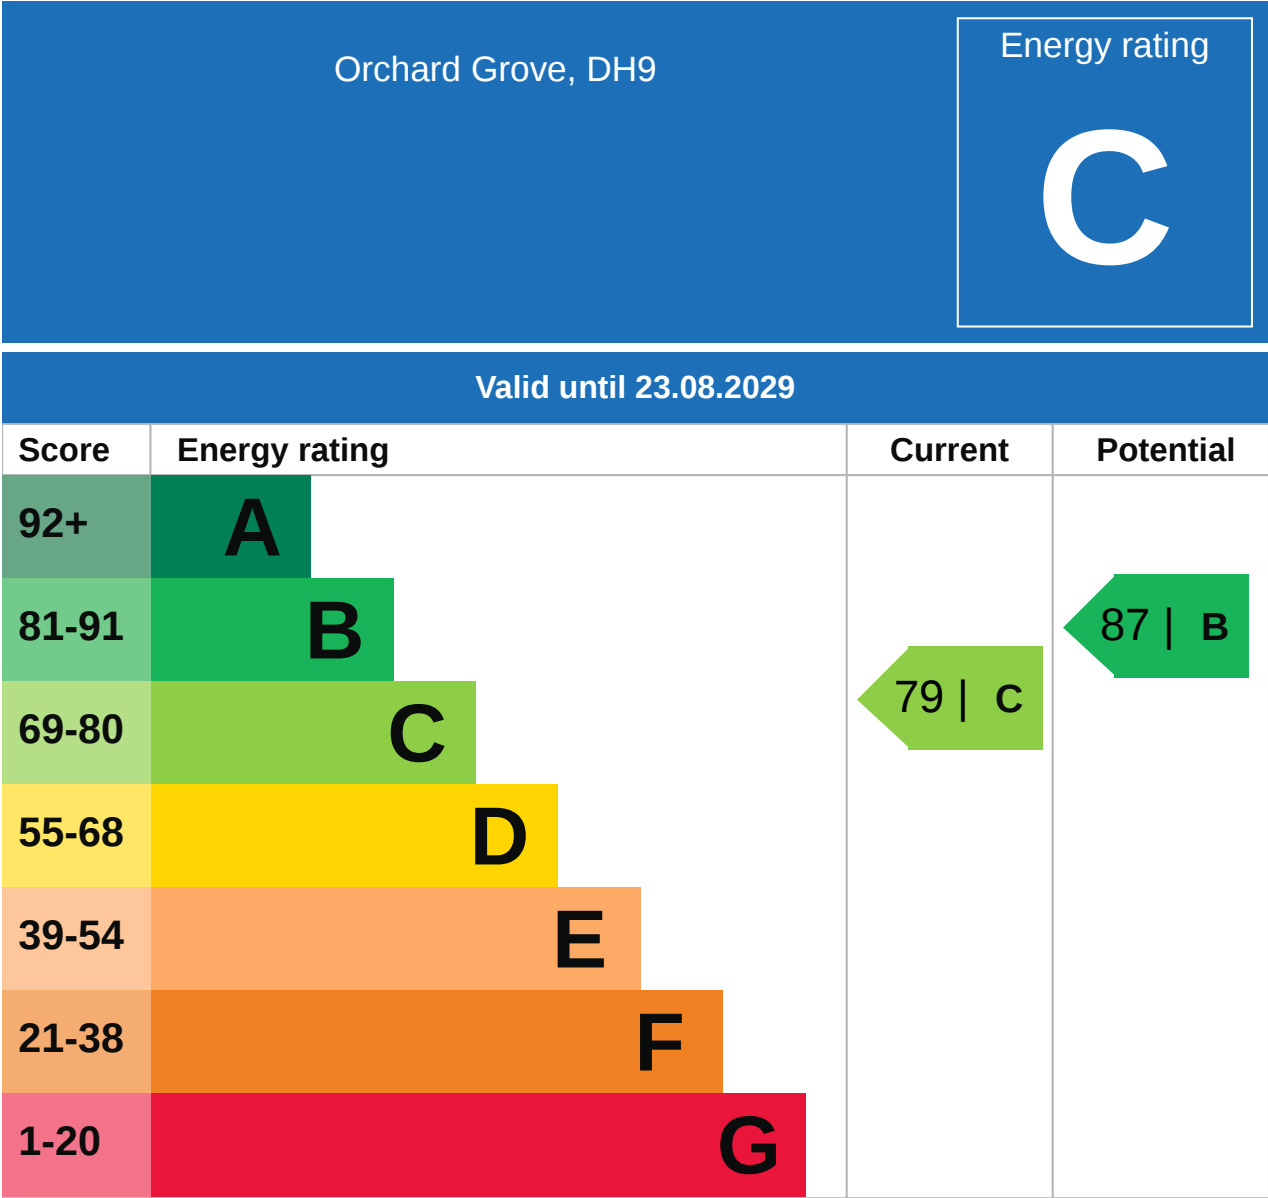 Orchard Grove, DH9
Energy rating
C
Valid until 23.08.2029
Score Energy rating Current Potential
92+ A
81-91 B
87 | B
69-80 C
79 | C
55-68 D
39-54 E
21-38 F
1-20 G